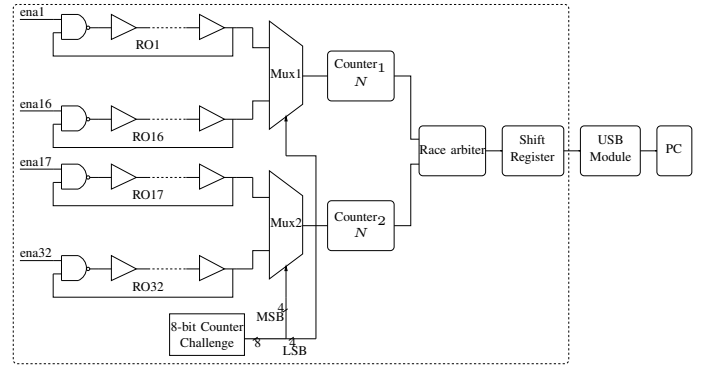 ena1
RO1
ena16
RO16
Mux1
Counter1
N
ena17
RO17
ena32
RO32
Mux2
Counter2
N
Race arbiter
Shift
Register
USB
Module
PC
8-bit Counter
Challenge
8
MSB
4
4
LSB